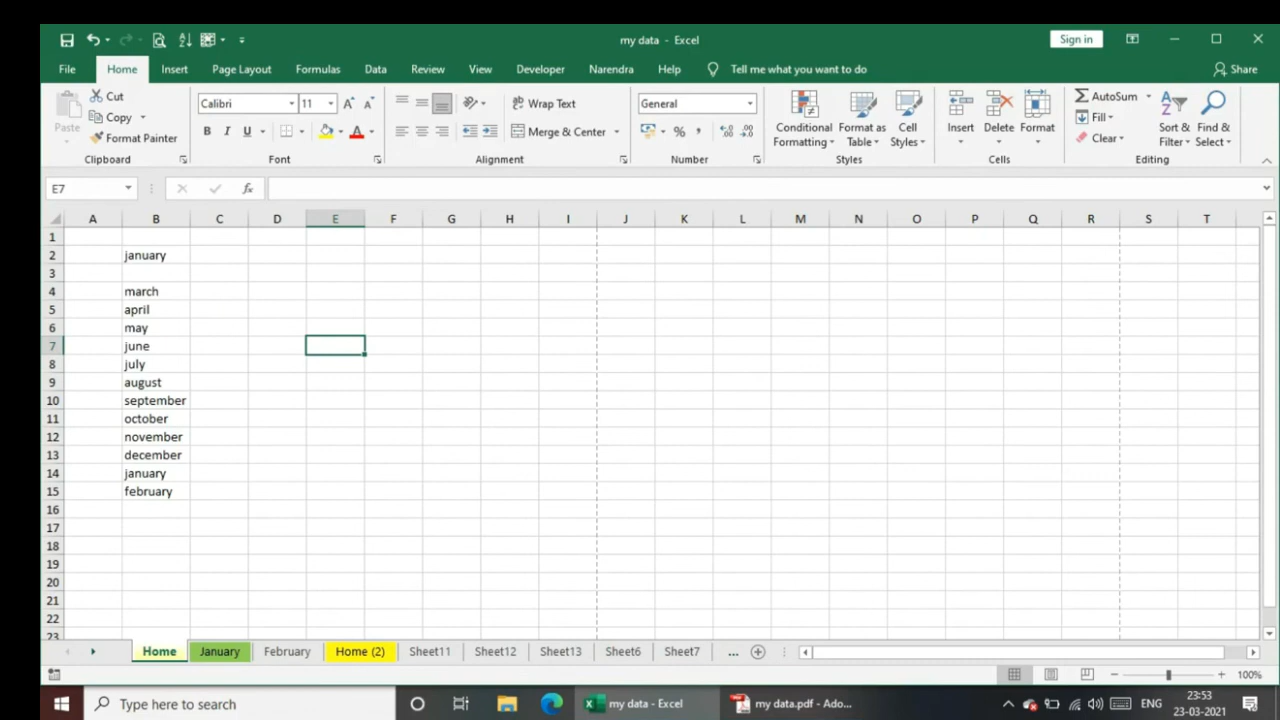 my data - Excel
Sign in
File Home Insert Page Layout Formulas Data Review View Developer Narendra Help Tell me what you want to do Share
Paste
Cut
Copy
Format Painter
Clipboard
Calibri 11
B I U
Font
Wrap Text
Merge & Center
Alignment
General
Number
Conditional Formatting
Format as Table
Cell Styles
Styles
Insert Delete Format
Cells
AutoSum
Fill
Clear
Sort & Filter
Find & Select
Editing
E7 fx
A B C D E F G H I J K L M N O P Q R S T
1
2 january
3
4 march
5 april
6 may
7 june
8 july
9 august
10 september
11 october
12 november
13 december
14 january
15 february
16
17
18
19
20
21
22
23
Home January February Home (2) Sheet11 Sheet12 Sheet13 Sheet6 Sheet7 ...
100%
Type here to search my data - Excel my data.pdf - Ado... ENG 23:53
23-03-2021